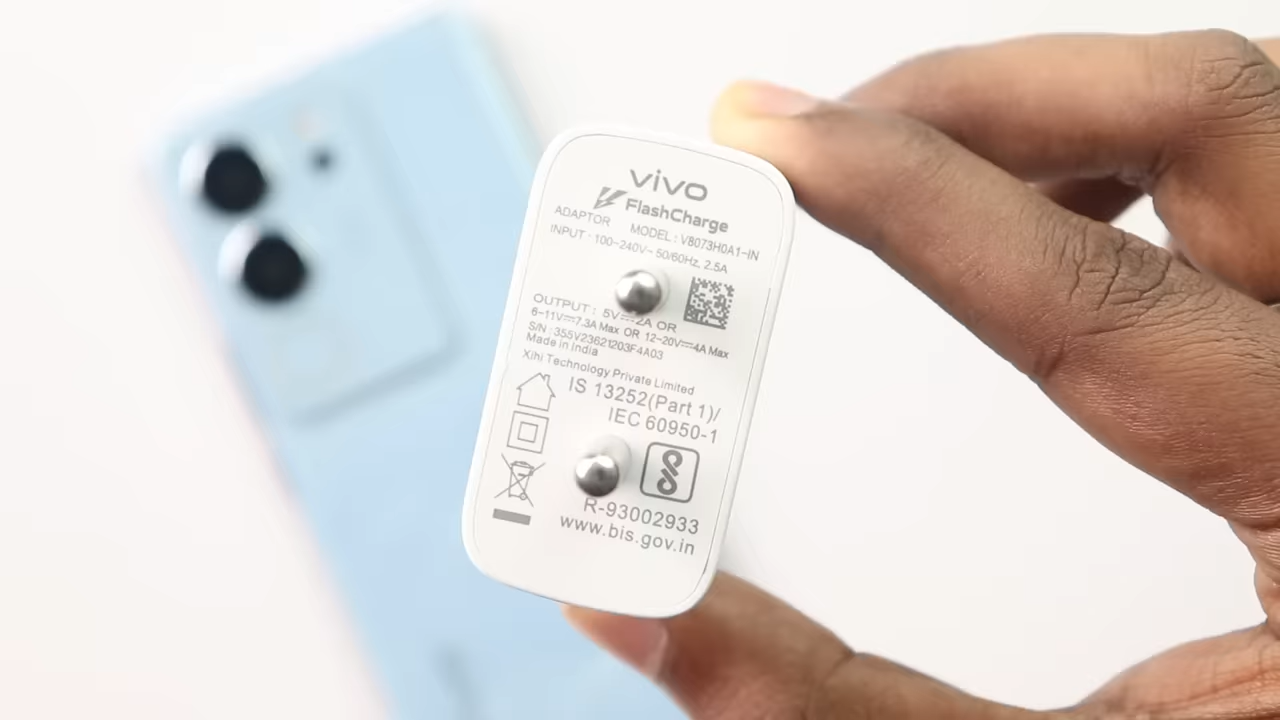 vivo
FlashCharge
ADAPTOR MODEL : V8073H0A1-IN
INPUT : 100-240V~ 50/60Hz, 2.5A
OUTPUT : 5V⎓2A OR
6-11V⎓7.3A Max OR 12-20V⎓4A Max
S/N : 355V23621203F4A03
Made in India
Xihi Technology Private Limited
IS 13252(Part 1)/
IEC 60950-1
R-93002933
www.bis.gov.in